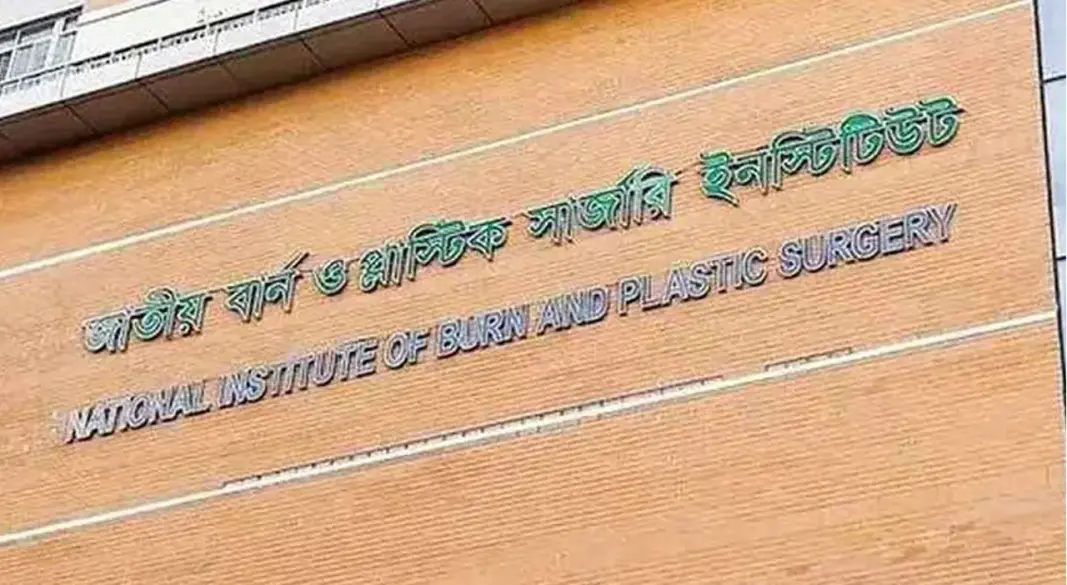 জাতীয় বার্ন ও প্লাস্টিক সার্জারি ইনস্টিটিউট
NATIONAL INSTITUTE OF BURN AND PLASTIC SURGERY